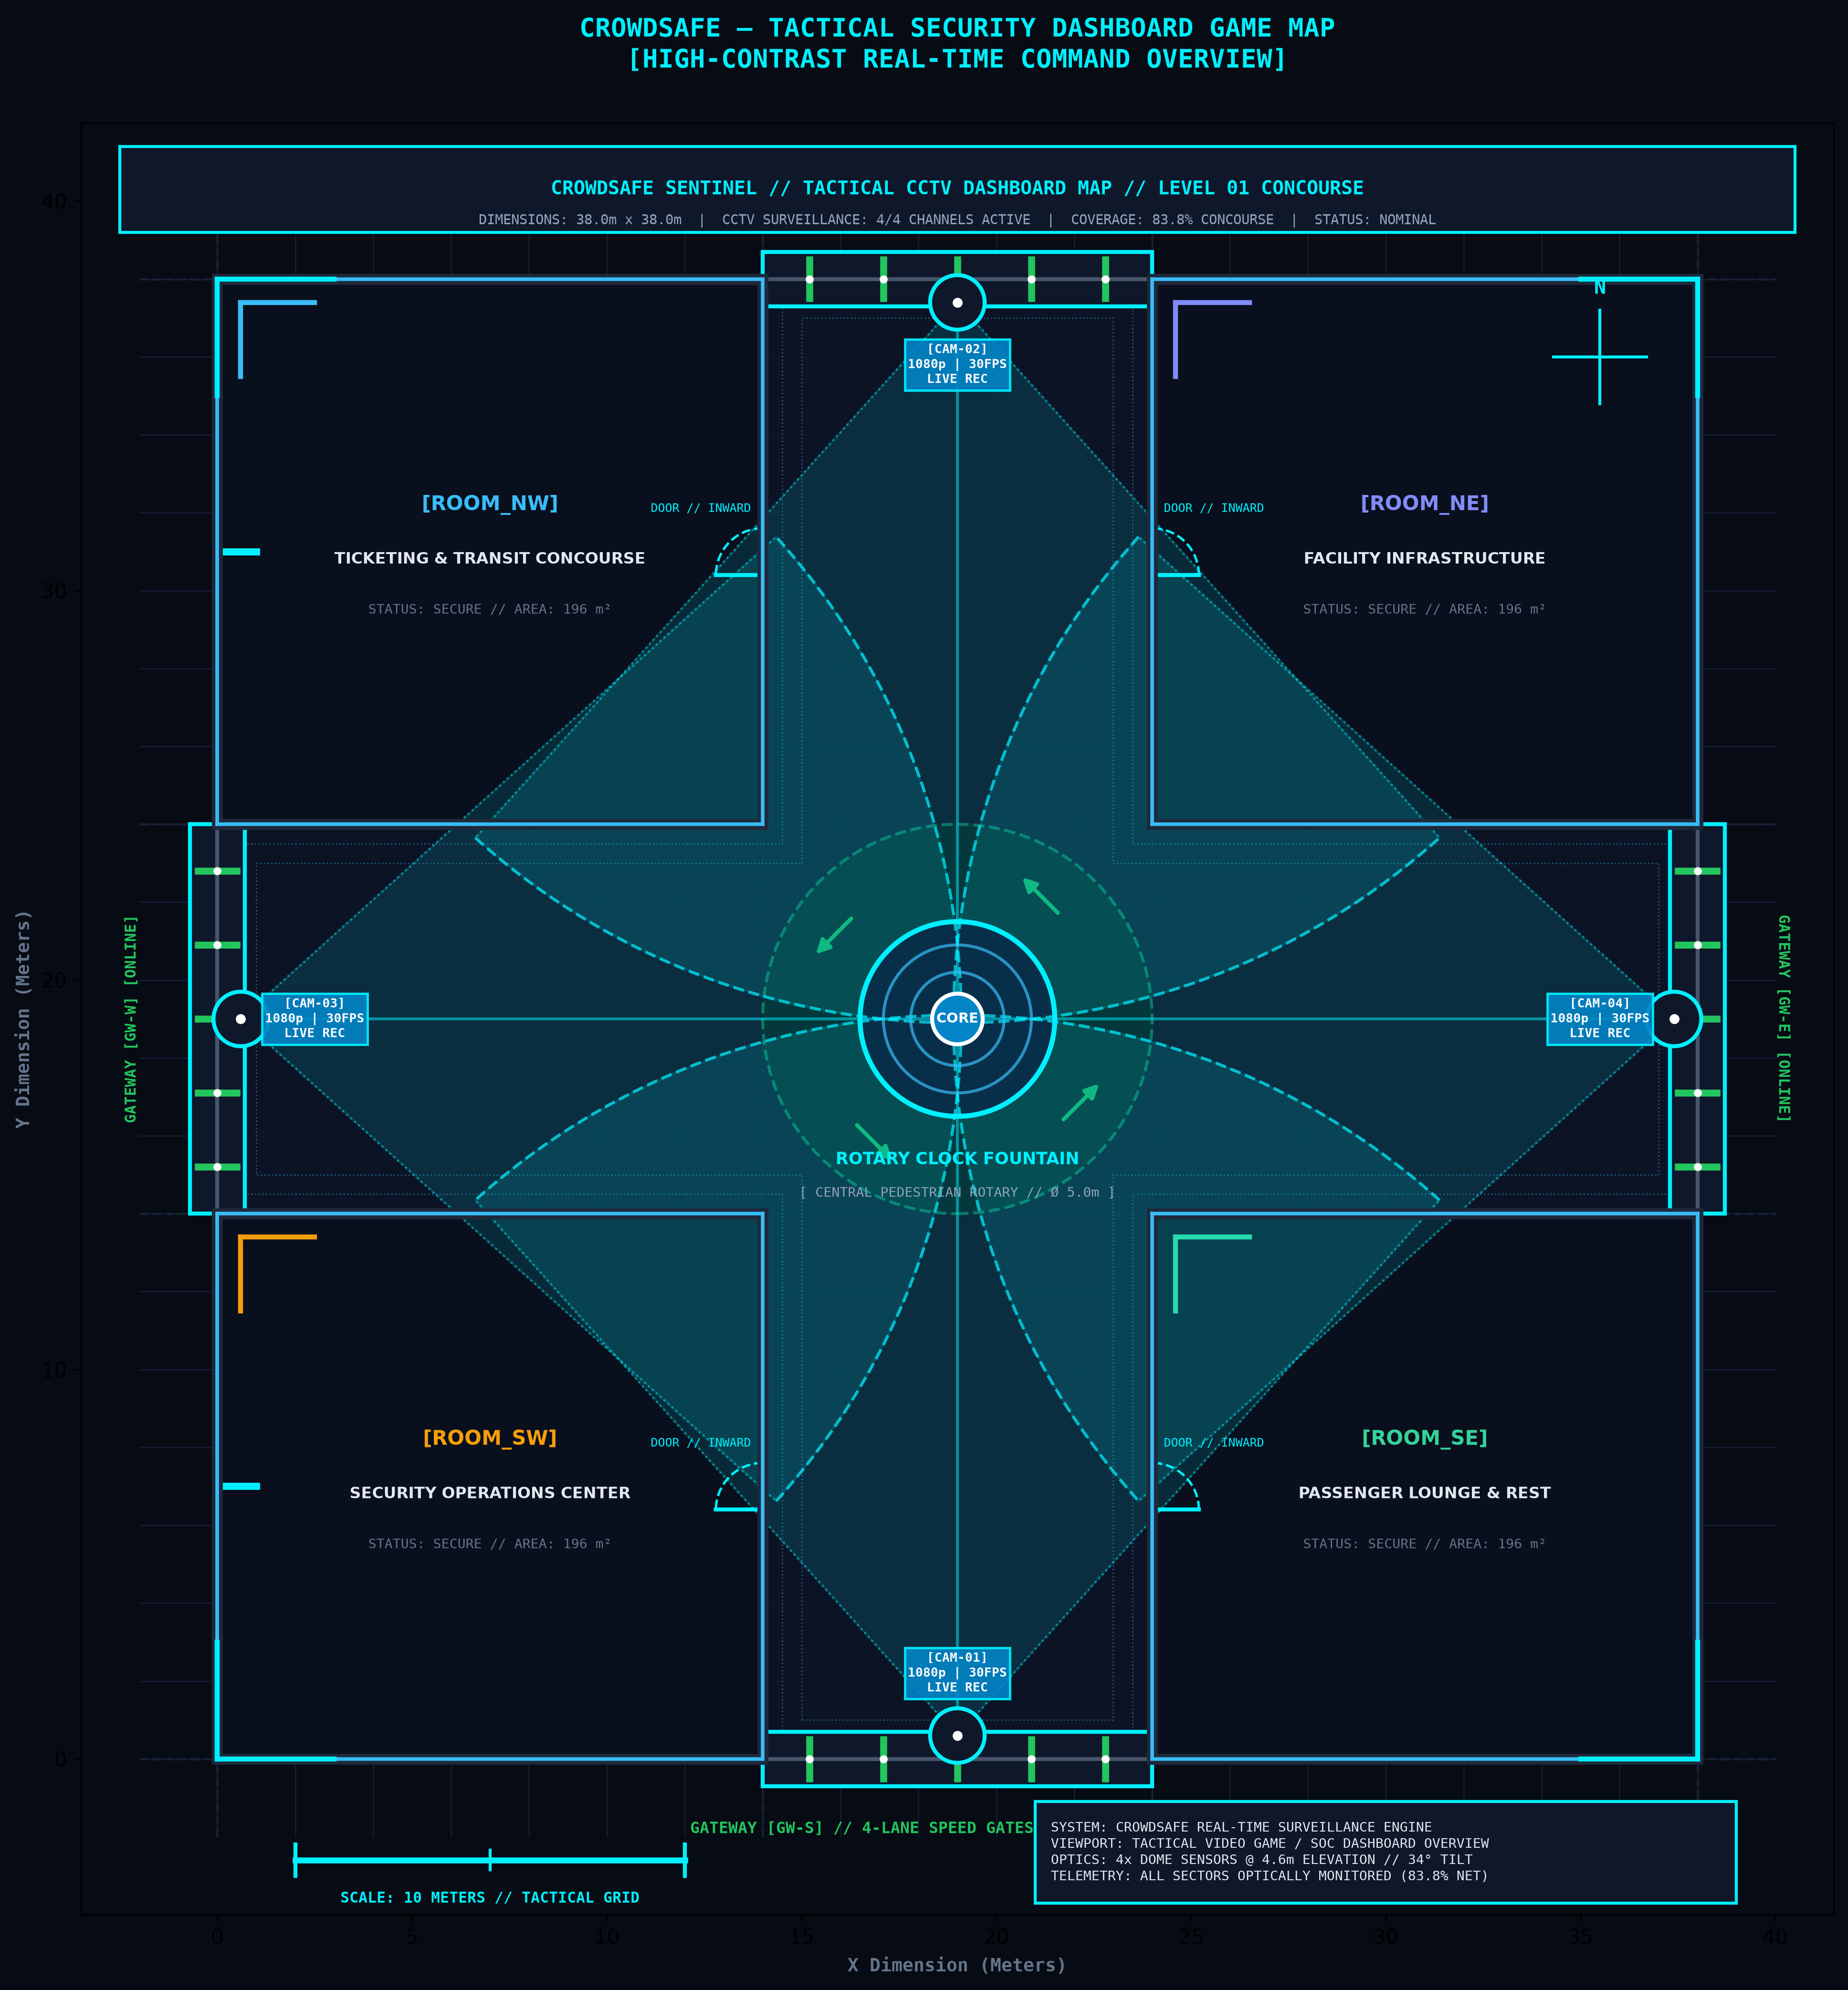 CROWDSAFE — TACTICAL SECURITY DASHBOARD GAME MAP
[HIGH-CONTRAST REAL-TIME COMMAND OVERVIEW]
CROWDSAFE SENTINEL // TACTICAL CCTV DASHBOARD MAP // LEVEL 01 CONCOURSE
DIMENSIONS: 38.0m x 38.0m | CCTV SURVEILLANCE: 4/4 CHANNELS ACTIVE | COVERAGE: 83.8% CONCOURSE | STATUS: NOMINAL
40
N
[CAM-02]
1080p | 30FPS
LIVE REC
[ROOM_NW]
DOOR // INWARD
TICKETING & TRANSIT CONCOURSE
STATUS: SECURE // AREA: 196 m²
DOOR // INWARD
[ROOM_NE]
FACILITY INFRASTRUCTURE
STATUS: SECURE // AREA: 196 m²
30
Y Dimension (Meters)
GATEWAY [GW-W] [ONLINE]
20
[CAM-03]
1080p | 30FPS
LIVE REC
CORE
[CAM-04]
1080p | 30FPS
LIVE REC
GATEWAY [GW-E] [ONLINE]
ROTARY CLOCK FOUNTAIN
[ CENTRAL PEDESTRIAN ROTARY // Ø 5.0m ]
10
[ROOM_SW]
DOOR // INWARD
SECURITY OPERATIONS CENTER
STATUS: SECURE // AREA: 196 m²
DOOR // INWARD
[ROOM_SE]
PASSENGER LOUNGE & REST
STATUS: SECURE // AREA: 196 m²
[CAM-01]
1080p | 30FPS
LIVE REC
0
GATEWAY [GW-S] // 4-LANE SPEED GATES
SCALE: 10 METERS // TACTICAL GRID
SYSTEM: CROWDSAFE REAL-TIME SURVEILLANCE ENGINE
VIEWPORT: TACTICAL VIDEO GAME / SOC DASHBOARD OVERVIEW
OPTICS: 4x DOME SENSORS @ 4.6m ELEVATION // 34° TILT
TELEMETRY: ALL SECTORS OPTICALLY MONITORED (83.8% NET)
0 5 10 15 20 25 30 35 40
X Dimension (Meters)